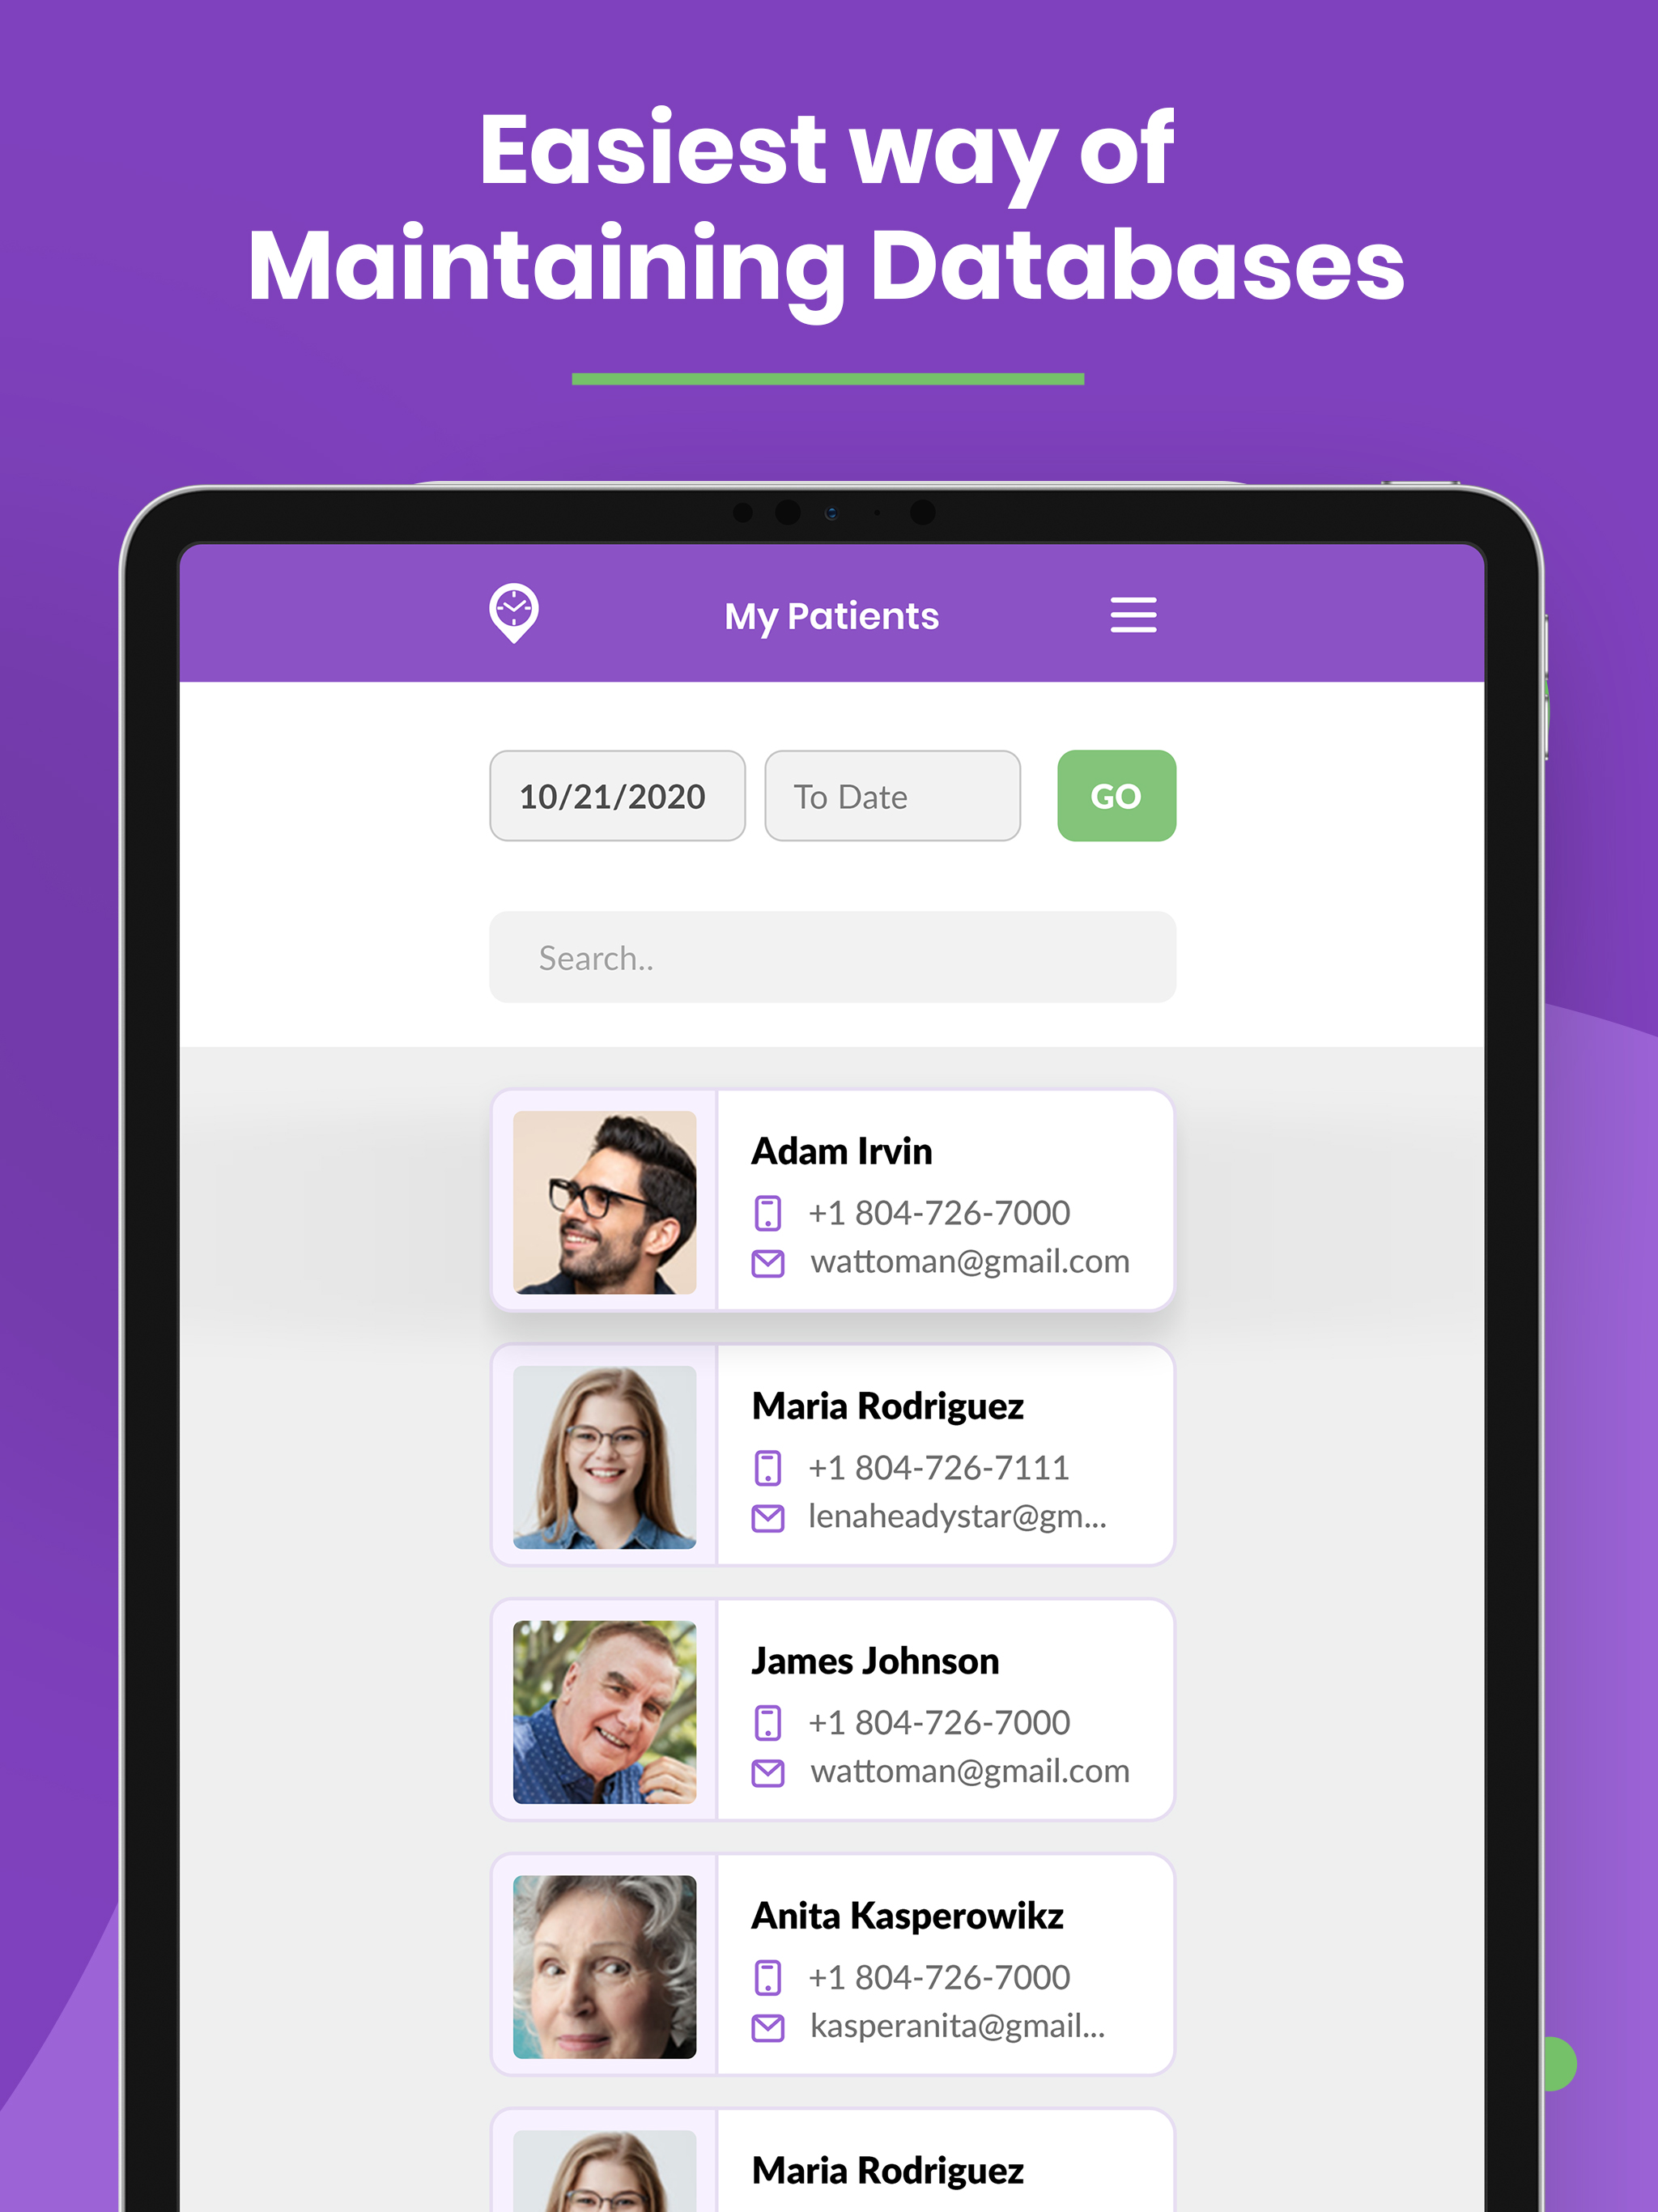 Easiest way of
Maintaining Databases
My Patients
10/21/2020 To Date GO
Search..
Adam Irvin
+1 804-726-7000
wattoman@gmail.com
Maria Rodriguez
+1 804-726-7111
lenaheadystar@gm...
James Johnson
+1 804-726-7000
wattoman@gmail.com
Anita Kasperowikz
+1 804-726-7000
kasperanita@gmail...
Maria Rodriguez